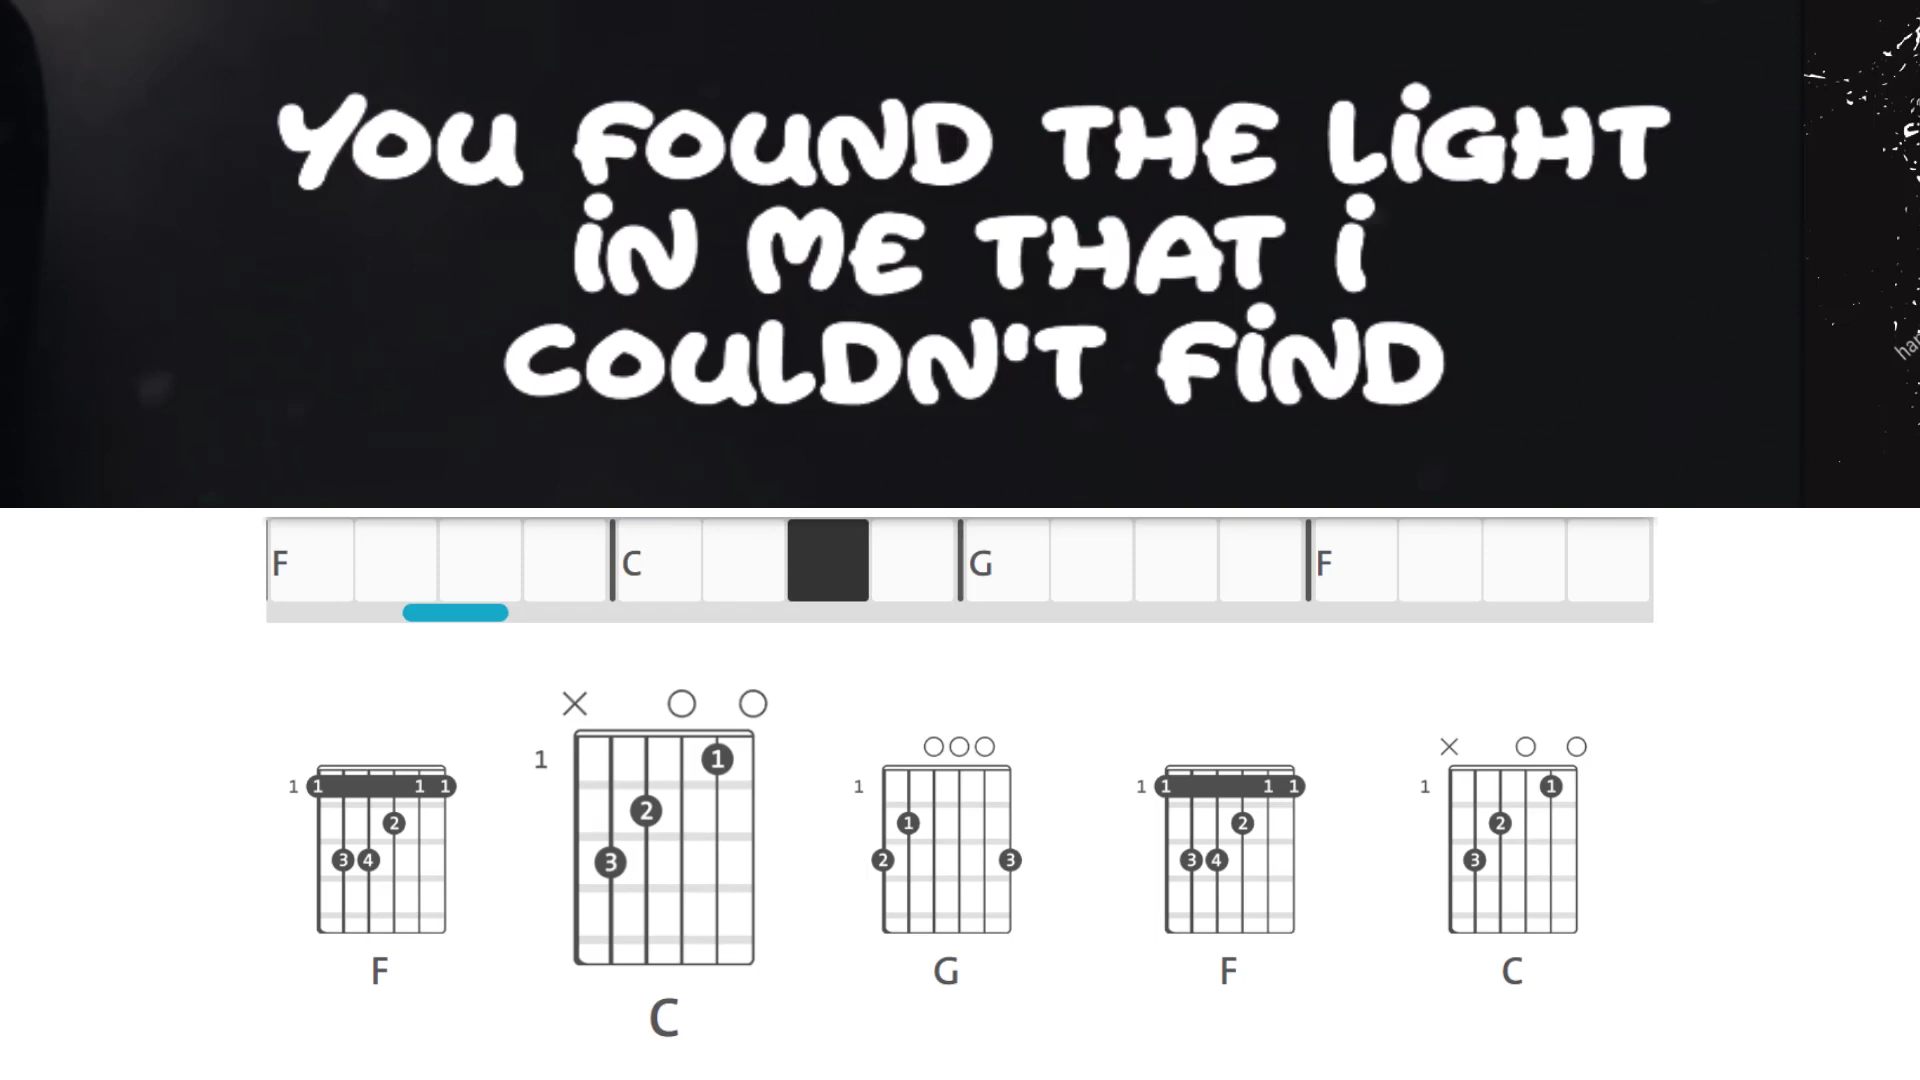 YOU FOUND THE LIGHT
IN ME THAT I
COULDN'T FIND
F C G F
1 1 1 1 2 3 4
× 1 1 2 3
1 1 2 3
1 1 1 1 2 3 4
× 1 1 2 3
F C G F C